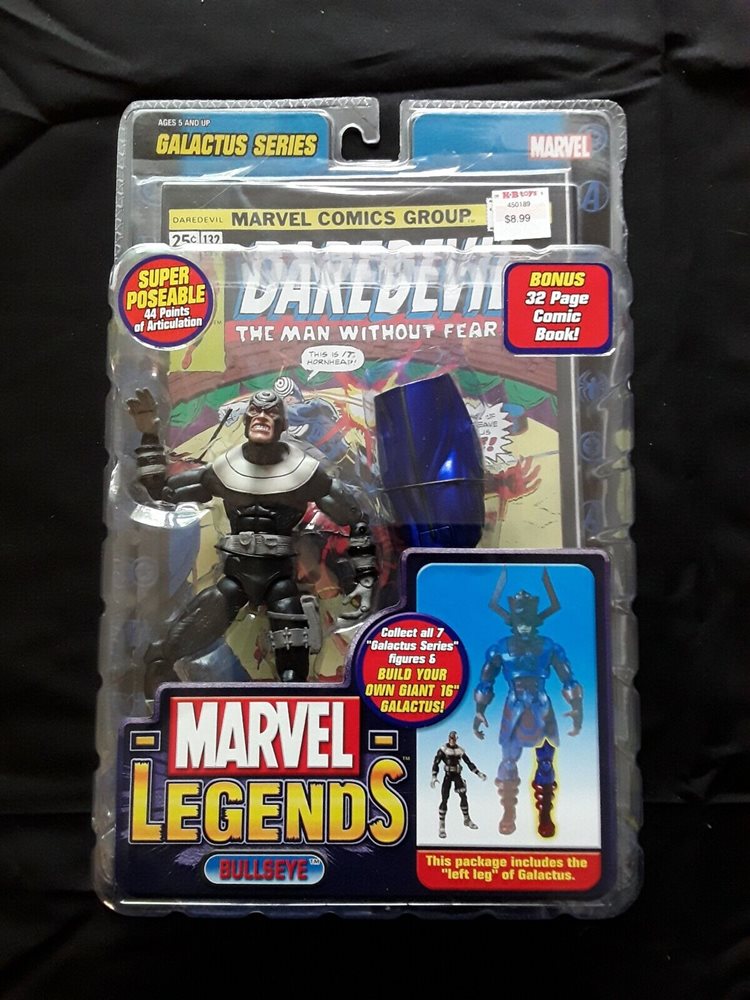 AGES 5 AND UP
GALACTUS SERIES
MARVEL
K·B toys
450189
$8.99
DAREDEVIL MARVEL COMICS GROUP
25¢ 132
DAREDEVIL
THE MAN WITHOUT FEAR
SUPER
POSEABLE
44 Points
of Articulation
BONUS
32 Page
Comic
Book!
THIS IS IT,
HORNHEAD!
Collect all 7
"Galactus Series"
figures &
BUILD YOUR
OWN GIANT 16"
GALACTUS!
MARVEL
LEGENDS™
BULLSEYE™
This package includes the
"left leg" of Galactus.